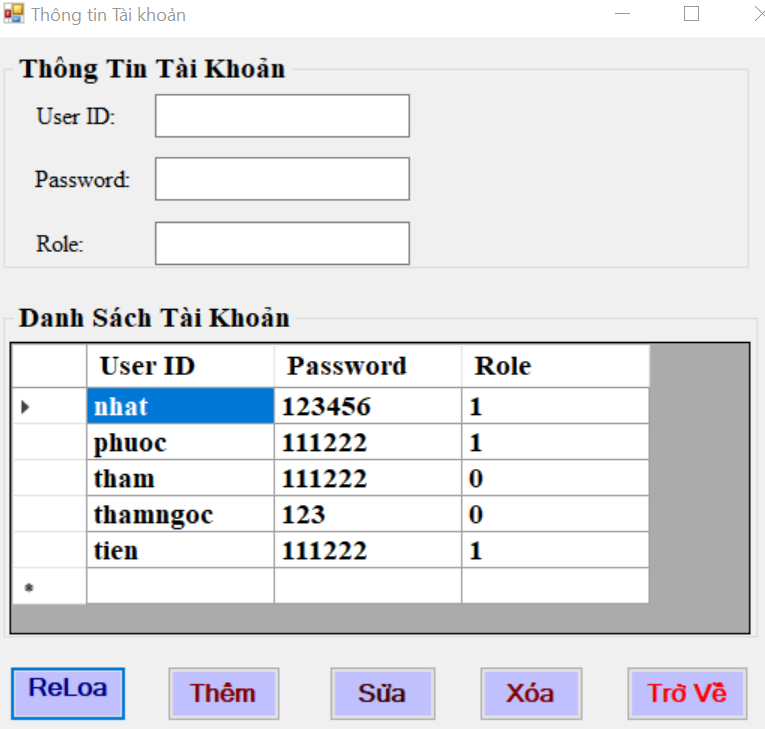 Thông tin Tài khoản
Thông Tin Tài Khoản
User ID:
Password:
Role:
Danh Sách Tài Khoản
User ID Password Role
nhat 123456 1
phuoc 111222 1
tham 111222 0
thamngoc 123 0
tien 111222 1
ReLoa Thêm Sửa Xóa Trở Về